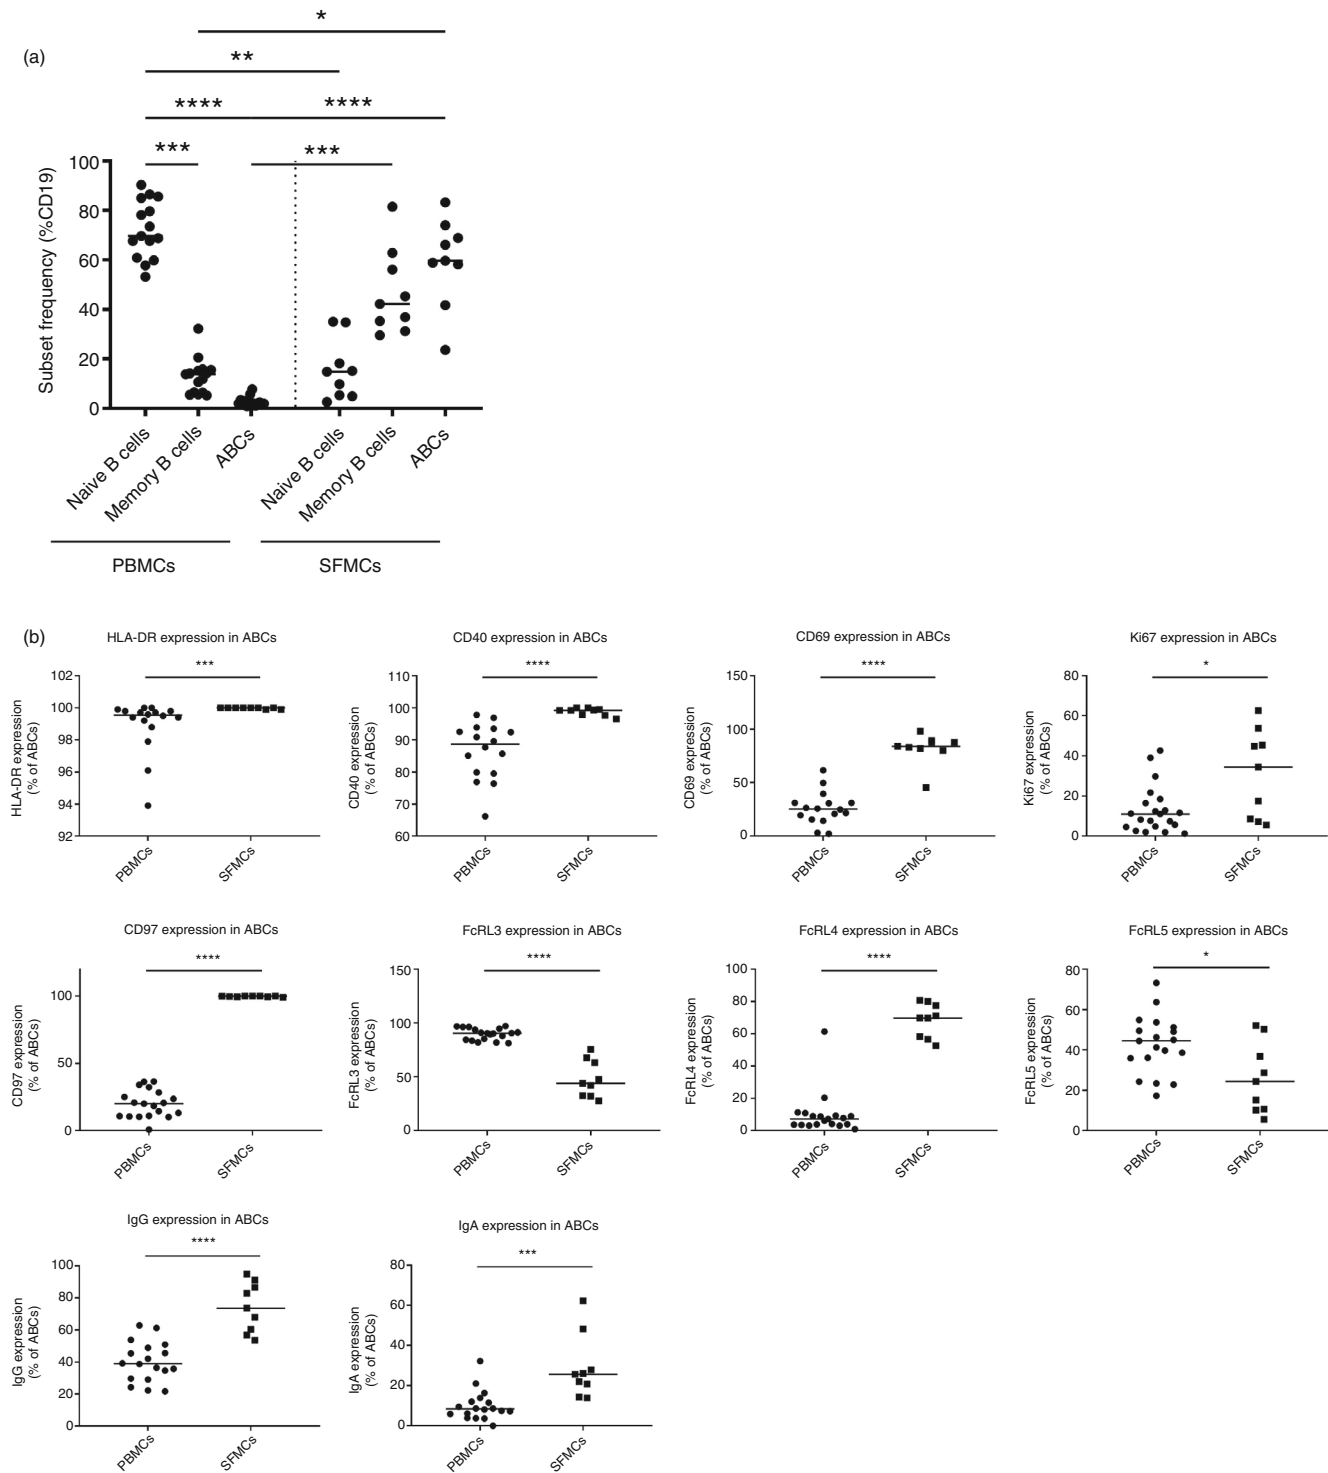 (a)
*
**
**** ****
*** ***
Subset frequency (%CD19)
100
80
60
40
20
0
Naive B cells Memory B cells ABCs Naive B cells Memory B cells ABCs
PBMCs SFMCs
(b)
HLA-DR expression in ABCs
***
HLA-DR expression
(% of ABCs)
102
100
98
96
94
92
PBMCs SFMCs
CD40 expression in ABCs
****
CD40 expression
(% of ABCs)
110
100
90
80
70
60
PBMCs SFMCs
CD69 expression in ABCs
****
CD69 expression
(% of ABCs)
150
100
50
0
PBMCs SFMCs
Ki67 expression in ABCs
*
Ki67 expression
(% of ABCs)
80
60
40
20
0
PBMCs SFMCs
CD97 expression in ABCs
****
CD97 expression
(% of ABCs)
100
50
0
PBMCs SFMCs
FcRL3 expression in ABCs
****
FcRL3 expression
(% of ABCs)
150
100
50
0
PBMCs SFMCs
FcRL4 expression in ABCs
****
FcRL4 expression
(% of ABCs)
100
80
60
40
20
0
PBMCs SFMCs
FcRL5 expression in ABCs
*
FcRL5 expression
(% of ABCs)
80
60
40
20
0
PBMCs SFMCs
IgG expression in ABCs
****
IgG expression
(% of ABCs)
100
80
60
40
20
0
PBMCs SFMCs
IgA expression in ABCs
***
IgA expression
(% of ABCs)
80
60
40
20
0
PBMCs SFMCs